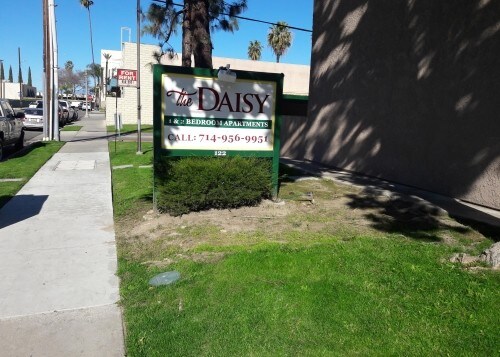 FOR
RENT
the DAISY
1 & 2 BEDROOM APARTMENTS
CALL: 714-956-9951
122